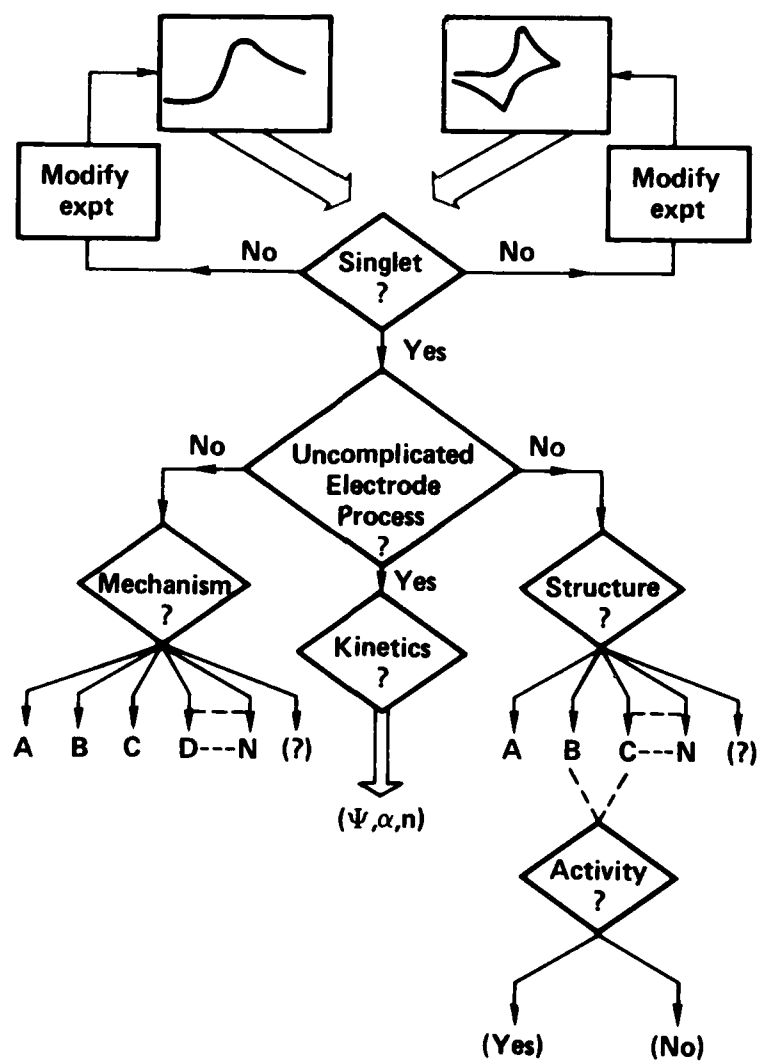 Modify
expt
Modify
expt
No
Singlet
?
No
Yes
No
Uncomplicated
Electrode
Process
?
No
Mechanism
?
Yes
Structure
?
Kinetics
?
A B C D---N (?)
A B C---N (?)
(Ψ,α,n)
Activity
?
(Yes) (No)